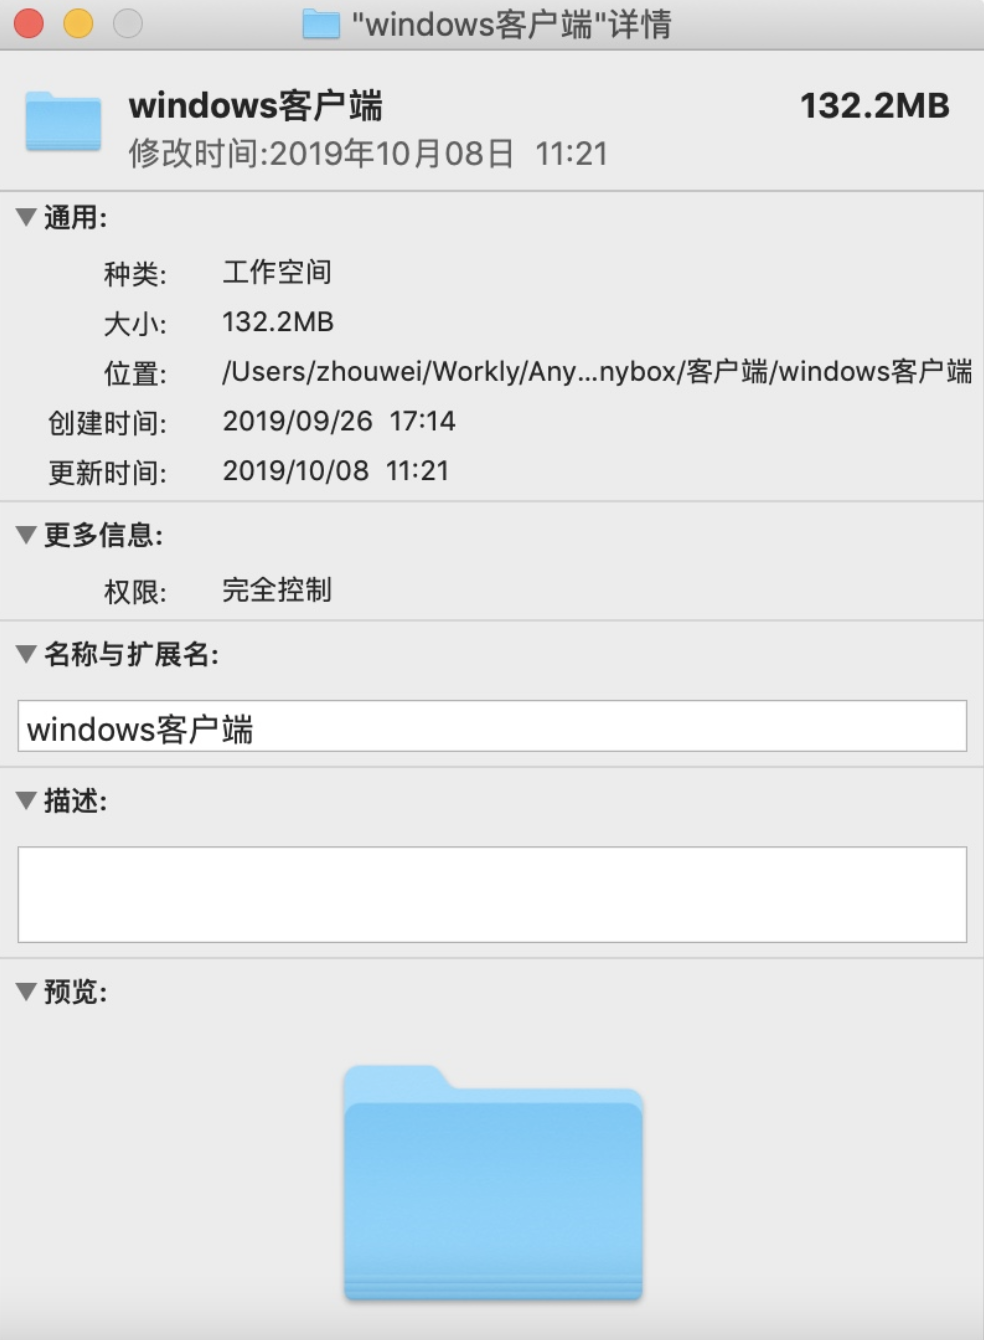 "windows客户端"详情
windows客户端 132.2MB
修改时间:2019年10月08日 11:21
通用:
种类: 工作空间
大小: 132.2MB
位置: /Users/zhouwei/Workly/Any...nybox/客户端/windows客户端
创建时间: 2019/09/26 17:14
更新时间: 2019/10/08 11:21
更多信息:
权限: 完全控制
名称与扩展名:
windows客户端
描述:
预览: